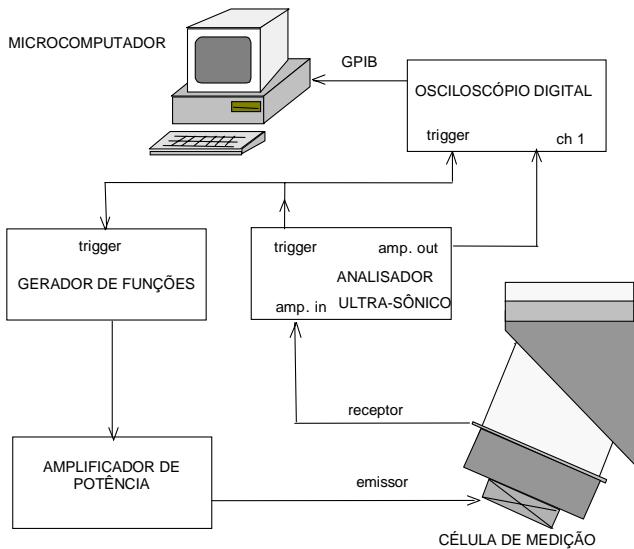 MICROCOMPUTADOR
GPIB
OSCILOSCÓPIO DIGITAL
trigger
ch 1
trigger
GERADOR DE FUNÇÕES
trigger
amp. out
ANALISADOR
amp. in
ULTRA-SÔNICO
receptor
AMPLIFICADOR DE
POTÊNCIA
emissor
CÉLULA DE MEDIÇÃO